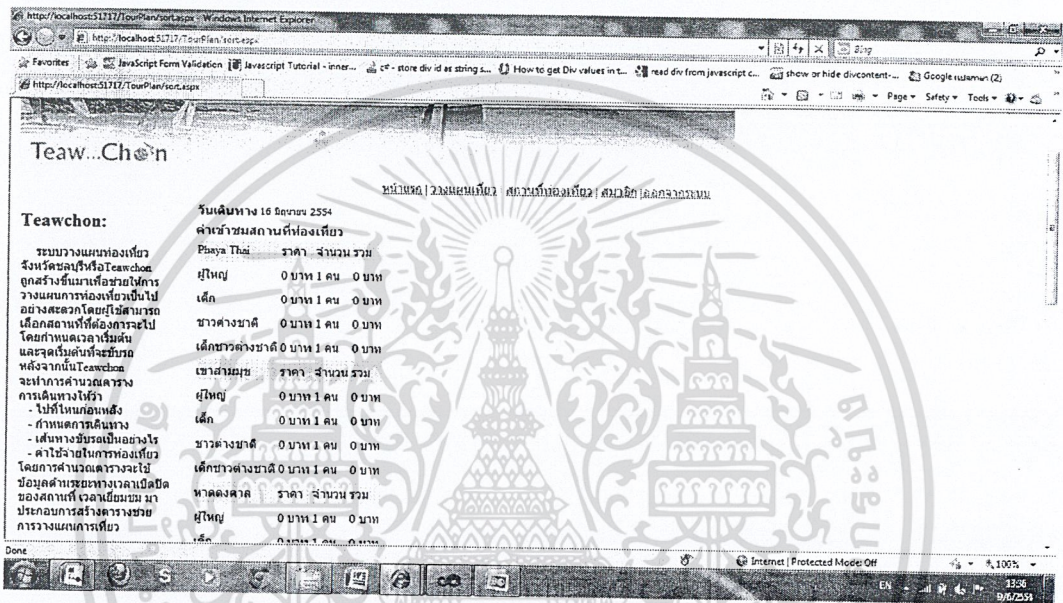 http://localhost:51717/TourPlan/sort.aspx - Windows Internet Explorer
http://localhost:51717/TourPlan/sort.aspx
Bing
Favorites JavaScript Form Validation Javascript Tutorial - inner... c# - store div id as string s... How to get Div values in t... read div from javascript c... show or hide divcontent-... Google (2)
http://localhost:51717/TourPlan/sort.aspx
Page Safety Tools
Teaw...Chon
หน้าแรก | วางแผนเที่ยว | สถานที่ท่องเที่ยว | สมาชิก | ออกจากระบบ
Teawchon:
ระบบวางแผนท่องเที่ยว
จังหวัดชลบุรีหรือTeawchon
ถูกสร้างขึ้นมาเพื่อช่วยให้การ
วางแผนการท่องเที่ยวเป็นไป
อย่างสะดวกโดยผู้ใช้สามารถ
เลือกสถานที่ที่ต้องการจะไป
โดยกำหนดเวลาเริ่มต้น
และจุดเริ่มต้นที่จะขับรถ
หลังจากนั้นTeawchon
จะทำการคำนวณตาราง
การเดินทางให้ว่า
- ไปที่ไหนก่อนหลัง
- กำหนดการเดินทาง
- เส้นทางขับรถเป็นอย่างไร
- ค่าใช้จ่ายในการท่องเที่ยว
โดยการคำนวณตารางจะใช้
ข้อมูลด้านระยะทางเวลาเปิดปิด
ของสถานที่ เวลาเยี่ยมชม มา
ประกอบการสร้างตารางช่วย
การวางแผนการเที่ยว
วันเดินทาง 16 มิถุนายน 2554
ค่าเข้าชมสถานที่ท่องเที่ยว
Phaya Thai ราคา จำนวน รวม
ผู้ใหญ่ 0 บาท 1 คน 0 บาท
เด็ก 0 บาท 1 คน 0 บาท
ชาวต่างชาติ 0 บาท 1 คน 0 บาท
เด็กชาวต่างชาติ 0 บาท 1 คน 0 บาท
เขาสามมุข ราคา จำนวน รวม
ผู้ใหญ่ 0 บาท 1 คน 0 บาท
เด็ก 0 บาท 1 คน 0 บาท
ชาวต่างชาติ 0 บาท 1 คน 0 บาท
เด็กชาวต่างชาติ 0 บาท 1 คน 0 บาท
หาดดงตาล ราคา จำนวน รวม
ผู้ใหญ่ 0 บาท 1 คน 0 บาท
เด็ก 0 บาท 1 คน 0 บาท
Done
Internet | Protected Mode: Off
100%
EN
13:36
9/6/2554